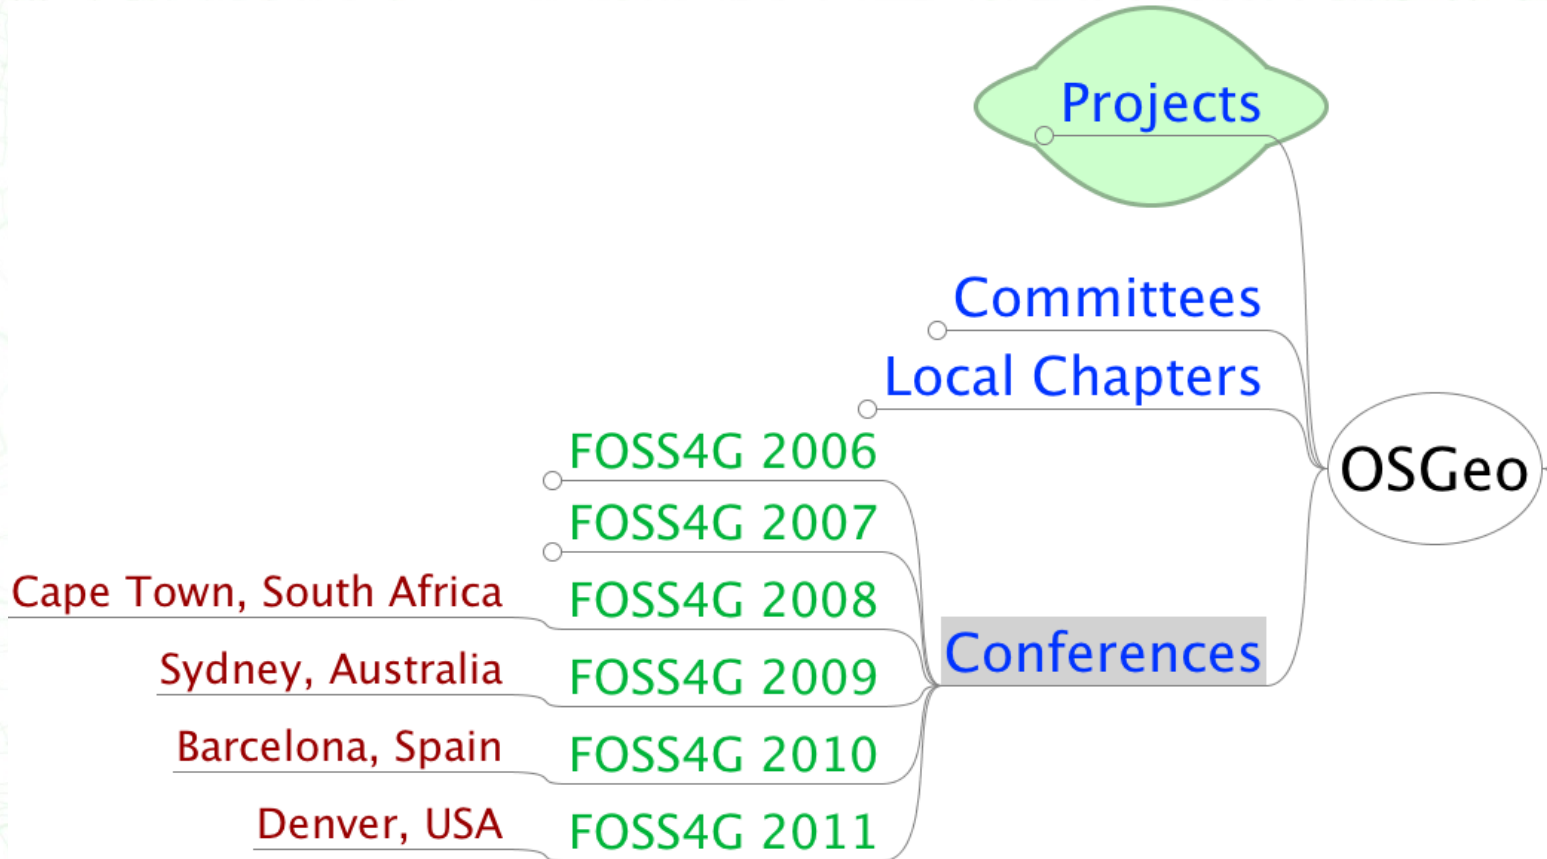 Projects
Committees
Local Chapters
OSGeo
FOSS4G 2006
FOSS4G 2007
Cape Town, South Africa
FOSS4G 2008
Conferences
Sydney, Australia
FOSS4G 2009
Barcelona, Spain
FOSS4G 2010
Denver, USA
FOSS4G 2011